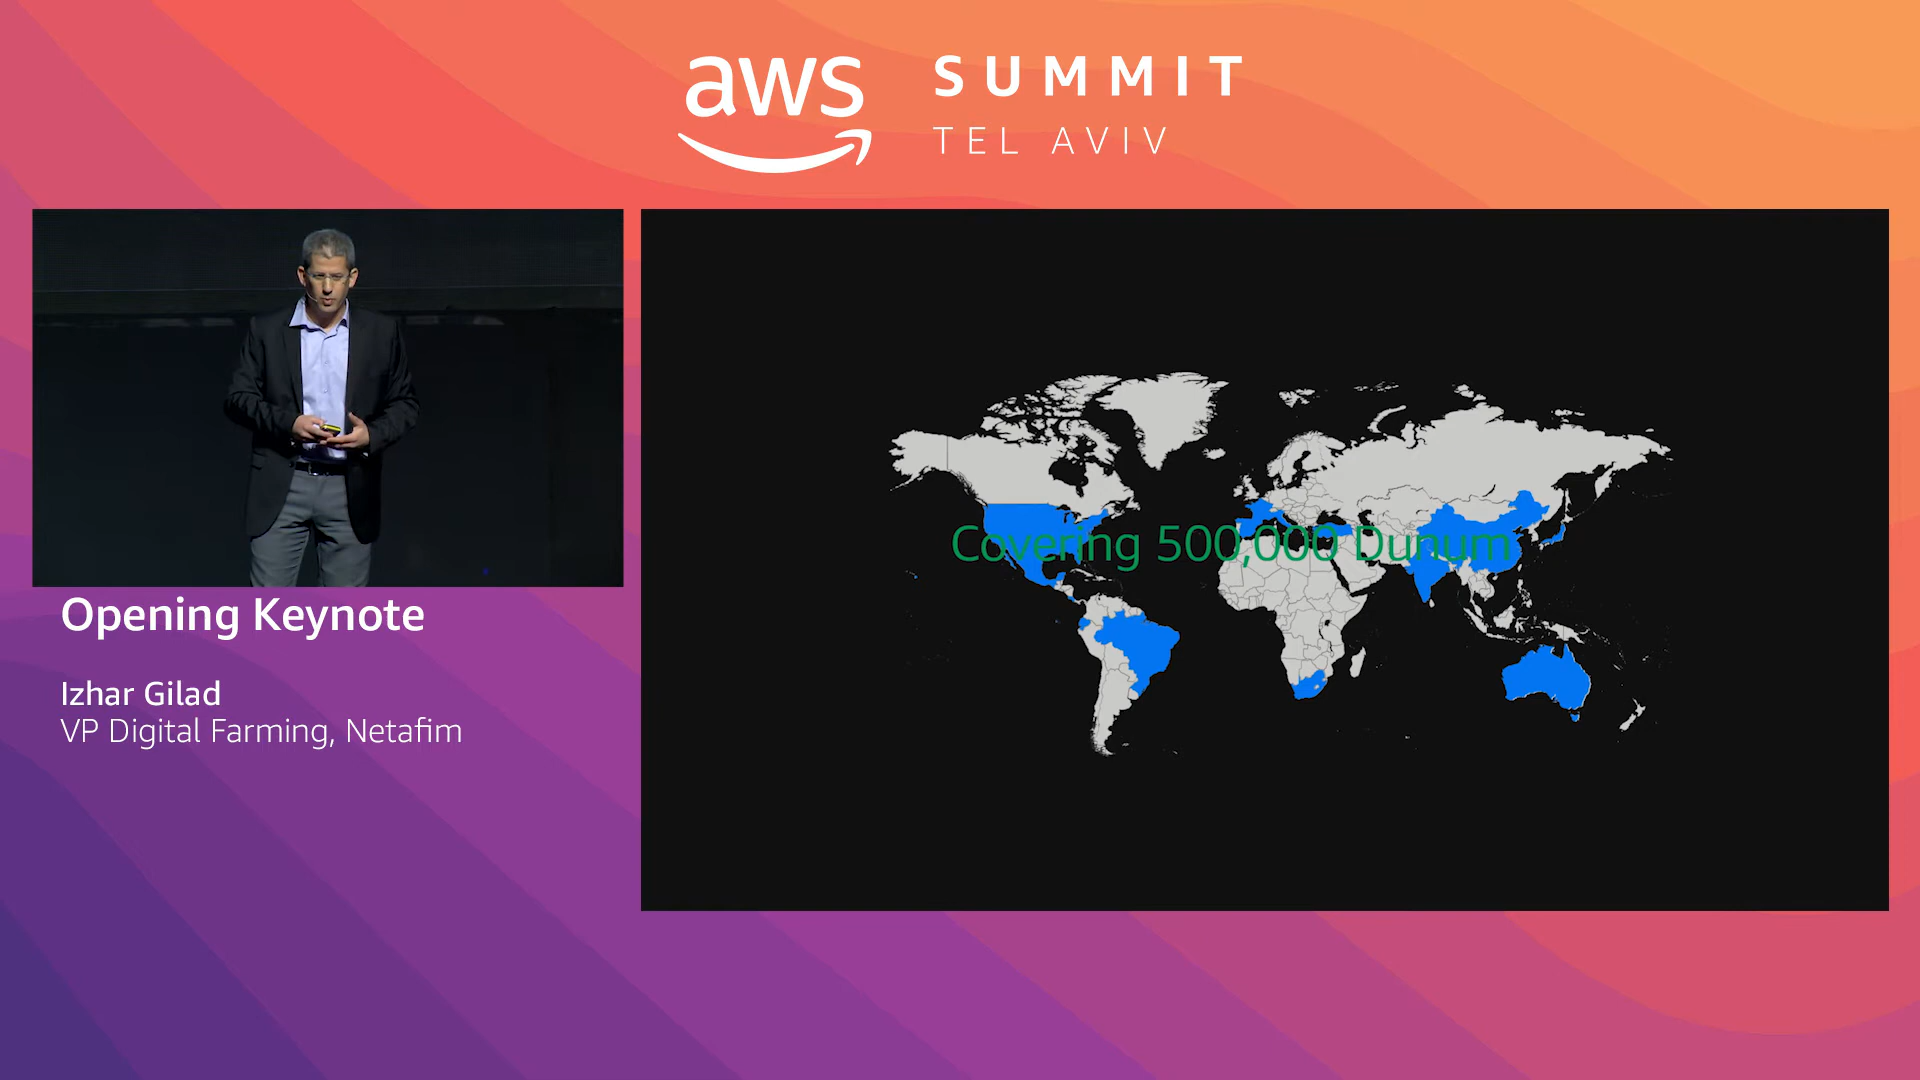 aws
SUMMIT
TEL AVIV
Opening Keynote
Izhar Gilad
VP Digital Farming, Netafim
Covering 500,000 Dunum